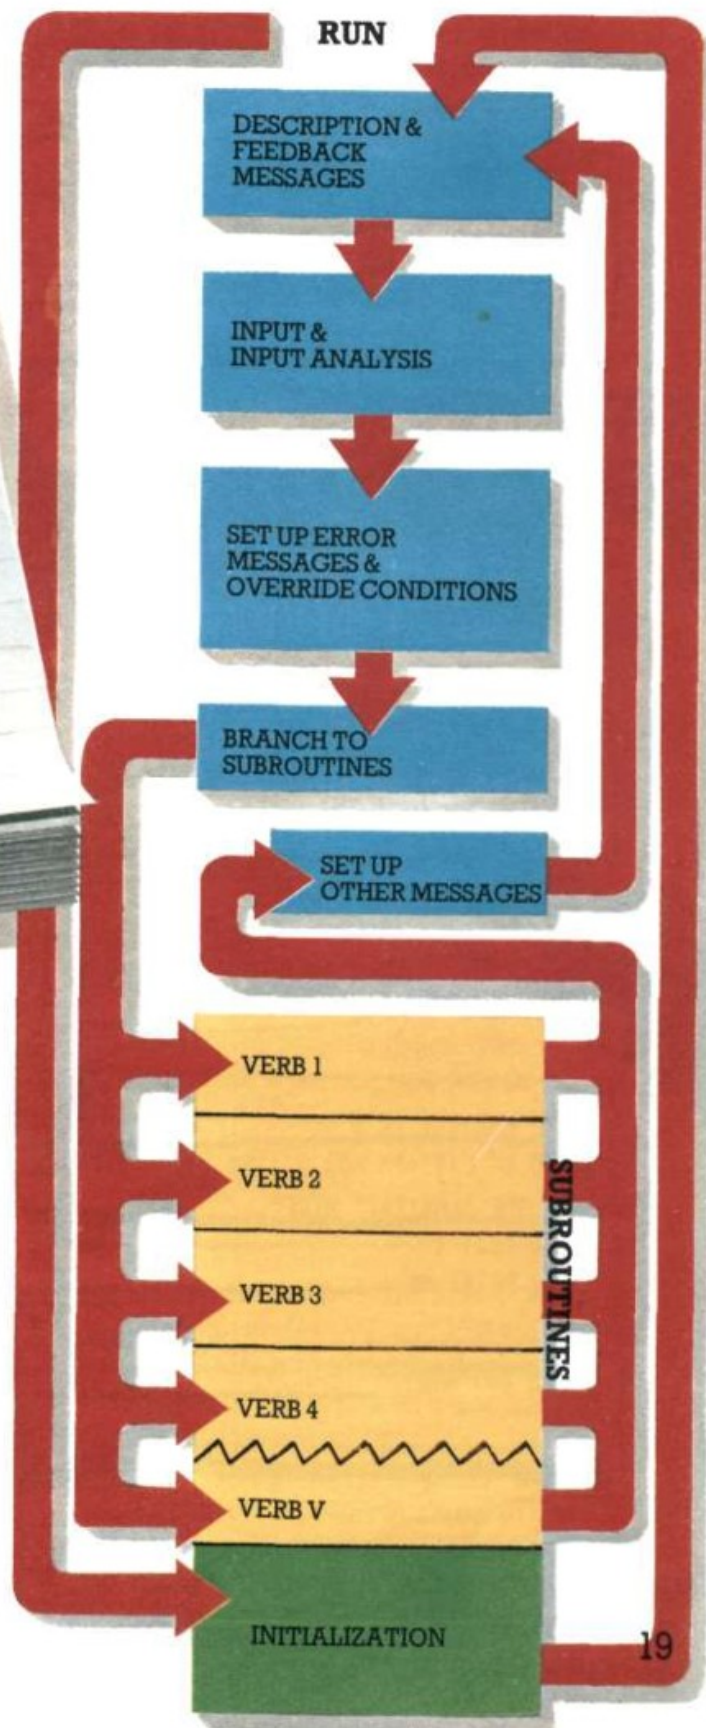 RUN
DESCRIPTION &
FEEDBACK
MESSAGES
INPUT &
INPUT ANALYSIS
SET UP ERROR
MESSAGES &
OVERRIDE CONDITIONS
BRANCH TO
SUBROUTINES
SET UP
OTHER MESSAGES
VERB 1
VERB 2
VERB 3
VERB 4
VERB V
SUBROUTINES
INITIALIZATION
19